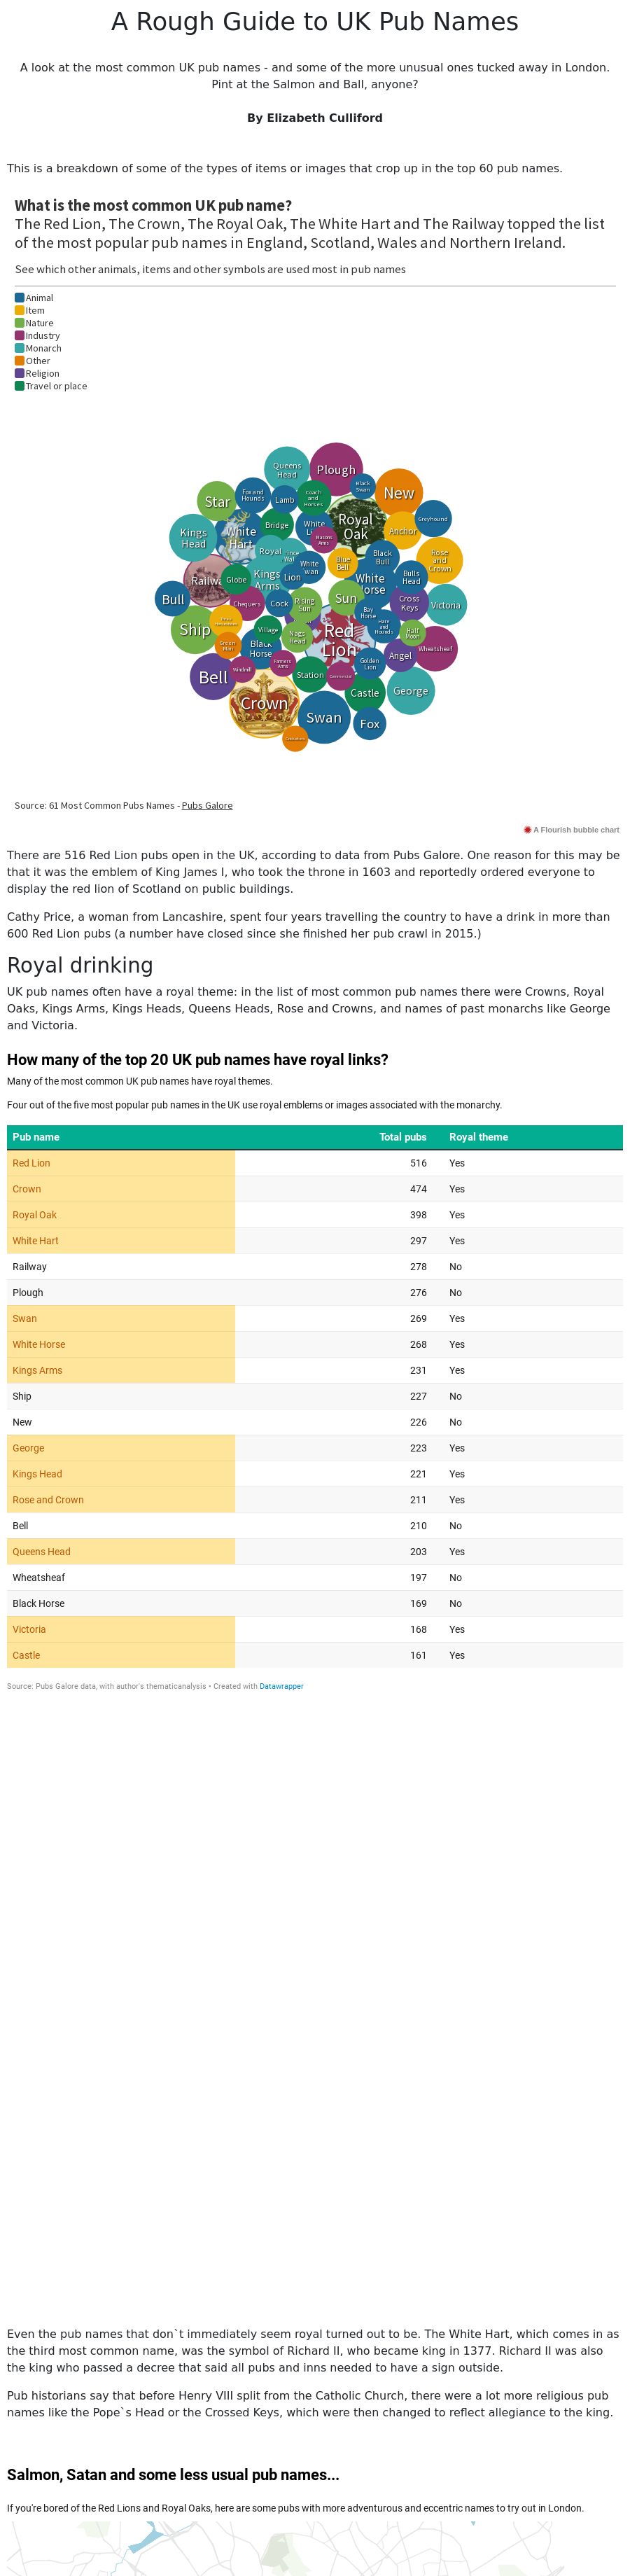 A Rough Guide to UK Pub Names
A look at the most common UK pub names - and some of the more unusual ones tucked away in London.
Pint at the Salmon and Ball, anyone?
By Elizabeth Culliford
This is a breakdown of some of the types of items or images that crop up in the top 60 pub names.
What is the most common UK pub name?
The Red Lion, The Crown, The Royal Oak, The White Hart and The Railway topped the list
of the most popular pub names in England, Scotland, Wales and Northern Ireland.
See which other animals, items and other symbols are used most in pub names
Animal
Item
Nature
Industry
Monarch
Other
Religion
Travel or place
Queens
Head
Plough
Black
Swan
New
Star
Fox and
Hounds
Lamb
Coach
and
Horses
Greyhound
Kings
Head
White
Hart
Bridge
White
Royal
Oak
Anchor
Masons
Arms
Royal
Rose
and
Crown
Blue
Bell
Black
Bull
Railwa
Globe
Kings
Arms
Lion
White
wan
White
orse
Bulls
Head
Bull
Chequers
Cock
Rising
Sun
Sun
Cross
Keys
Victoria
Bay
Horse
Ship
Village
Nags
Head
Red
Lion
Hare
and
Hounds
Half
Moon
Green
Man
Black
Horse
Angel
Wheatsheaf
Bell
Windmill
Farmers
Arms
Station
Commercial
Golden
Lion
Castle
George
Crown
Swan
Fox
Source: 61 Most Common Pubs Names - Pubs Galore
A Flourish bubble chart
There are 516 Red Lion pubs open in the UK, according to data from Pubs Galore. One reason for this may be
that it was the emblem of King James I, who took the throne in 1603 and reportedly ordered everyone to
display the red lion of Scotland on public buildings.
Cathy Price, a woman from Lancashire, spent four years travelling the country to have a drink in more than
600 Red Lion pubs (a number have closed since she finished her pub crawl in 2015.)
Royal drinking
UK pub names often have a royal theme: in the list of most common pub names there were Crowns, Royal
Oaks, Kings Arms, Kings Heads, Queens Heads, Rose and Crowns, and names of past monarchs like George
and Victoria.
How many of the top 20 UK pub names have royal links?
Many of the most common UK pub names have royal themes.
Four out of the five most popular pub names in the UK use royal emblems or images associated with the monarchy.
Pub name Total pubs Royal theme
Red Lion 516 Yes
Crown 474 Yes
Royal Oak 398 Yes
White Hart 297 Yes
Railway 278 No
Plough 276 No
Swan 269 Yes
White Horse 268 Yes
Kings Arms 231 Yes
Ship 227 No
New 226 No
George 223 Yes
Kings Head 221 Yes
Rose and Crown 211 Yes
Bell 210 No
Queens Head 203 Yes
Wheatsheaf 197 No
Black Horse 169 No
Victoria 168 Yes
Castle 161 Yes
Source: Pubs Galore data, with author's thematicanalysis • Created with Datawrapper
Even the pub names that don`t immediately seem royal turned out to be. The White Hart, which comes in as
the third most common name, was the symbol of Richard II, who became king in 1377. Richard II was also
the king who passed a decree that said all pubs and inns needed to have a sign outside.
Pub historians say that before Henry VIII split from the Catholic Church, there were a lot more religious pub
names like the Pope`s Head or the Crossed Keys, which were then changed to reflect allegiance to the king.
Salmon, Satan and some less usual pub names...
If you're bored of the Red Lions and Royal Oaks, here are some pubs with more adventurous and eccentric names to try out in London.